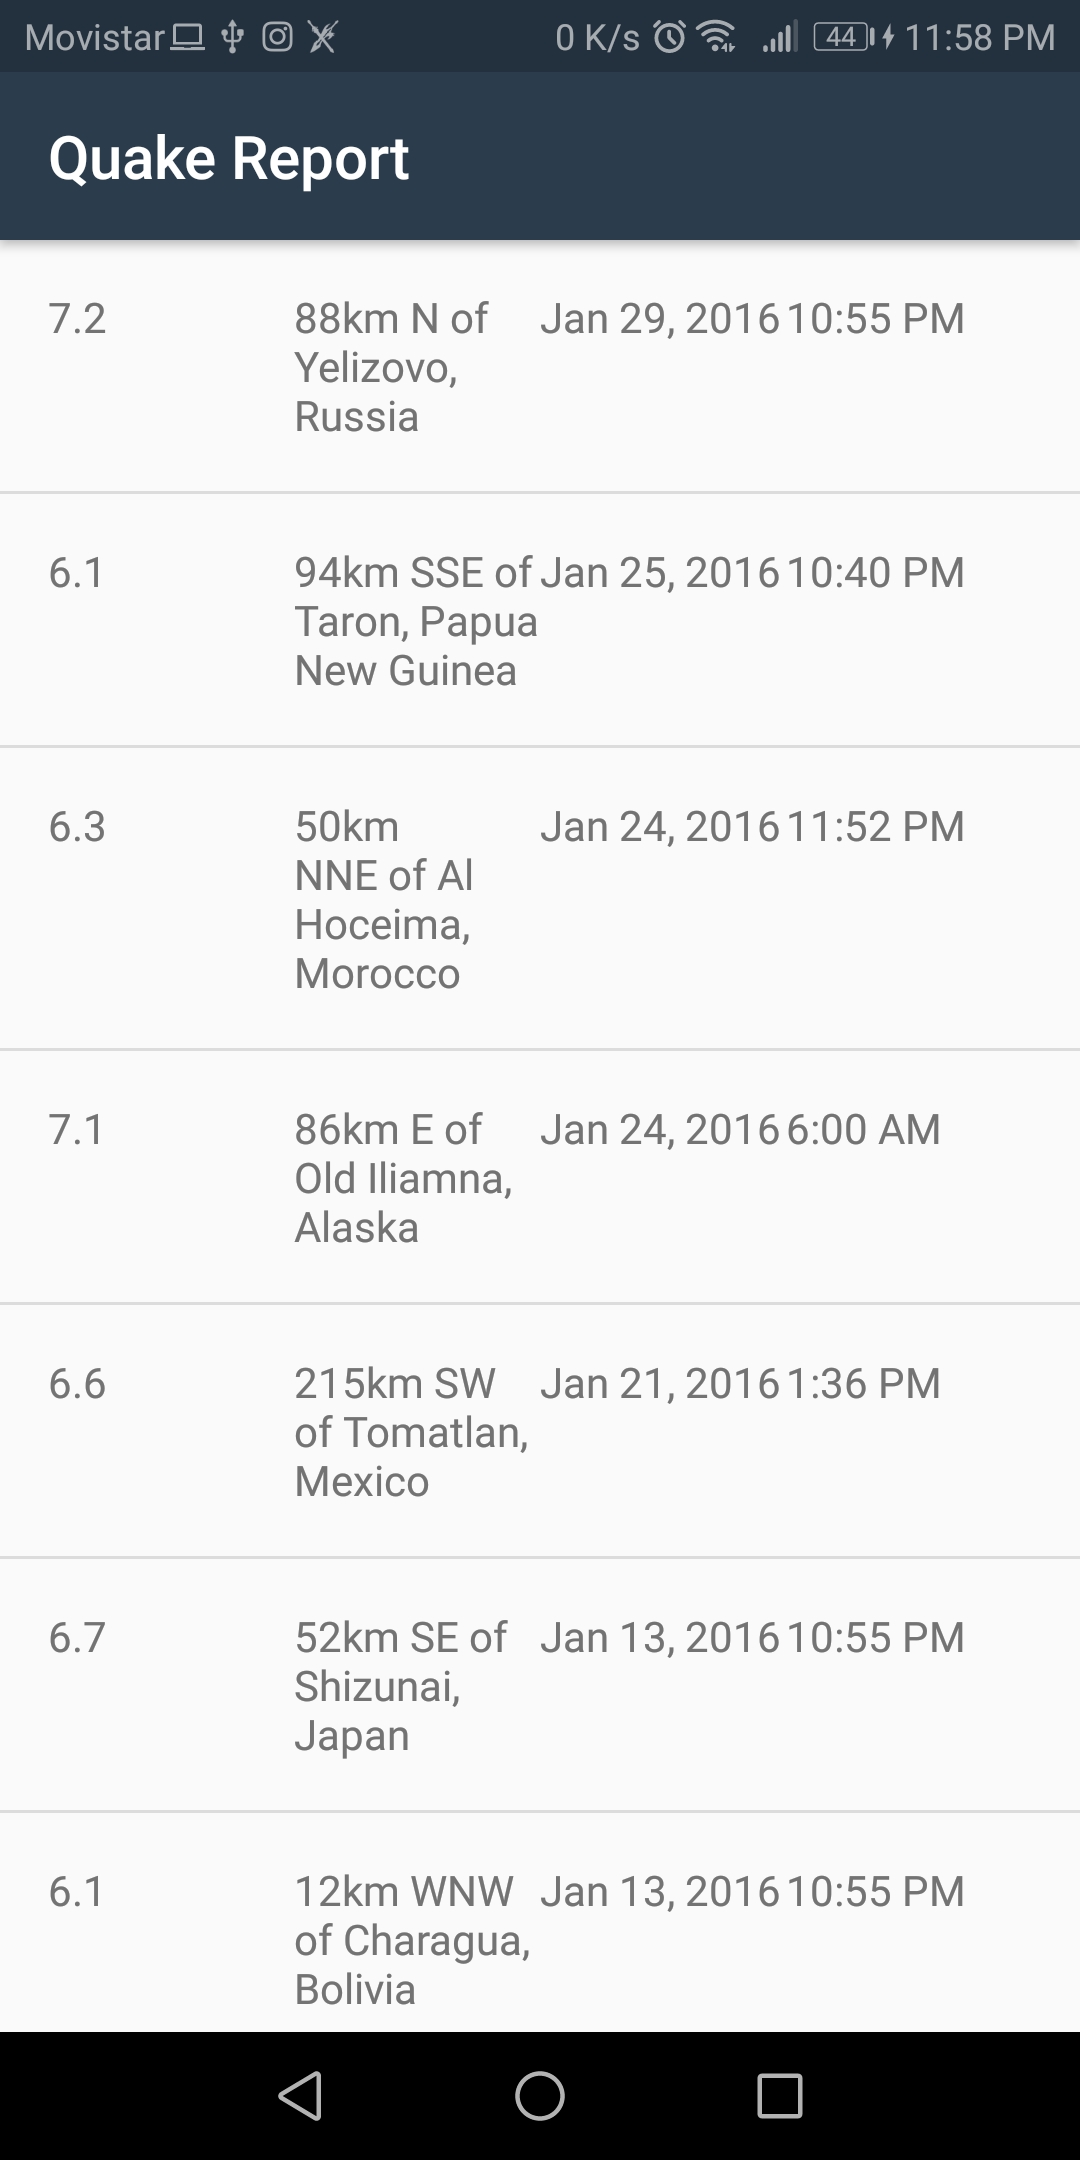 Movistar 0 K/s 44 11:58 PM
Quake Report
7.2 88km N of Jan 29, 2016 10:55 PM
Yelizovo,
Russia
6.1 94km SSE of Jan 25, 2016 10:40 PM
Taron, Papua
New Guinea
6.3 50km Jan 24, 2016 11:52 PM
NNE of Al
Hoceima,
Morocco
7.1 86km E of Jan 24, 2016 6:00 AM
Old Iliamna,
Alaska
6.6 215km SW Jan 21, 2016 1:36 PM
of Tomatlan,
Mexico
6.7 52km SE of Jan 13, 2016 10:55 PM
Shizunai,
Japan
6.1 12km WNW Jan 13, 2016 10:55 PM
of Charagua,
Bolivia